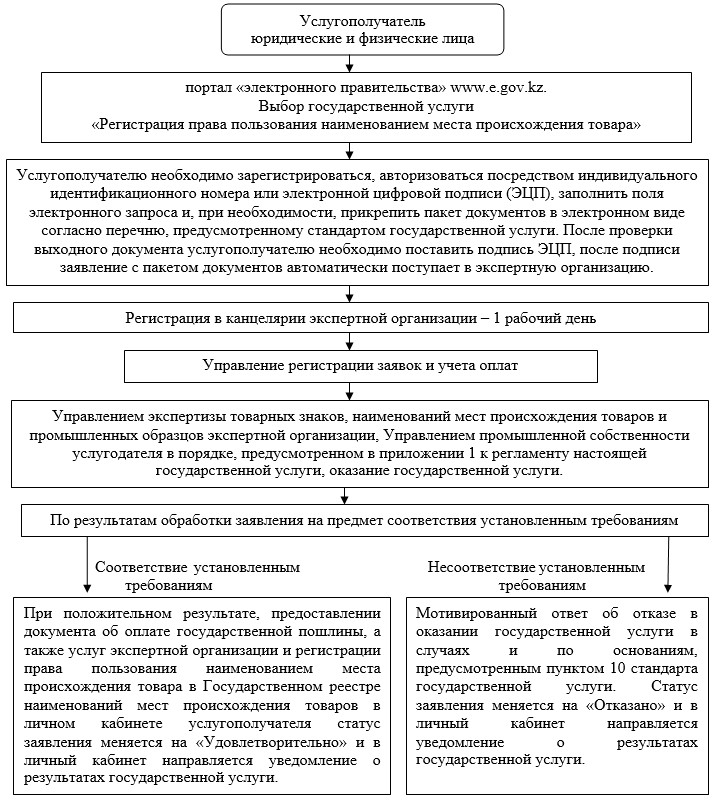 Услугополучатель
юридические и физические лица
портал «электронного правительства» www.e.gov.kz.
Выбор государственной услуги
«Регистрация права пользования наименованием места происхождения товара»
Услугополучателю необходимо зарегистрироваться, авторизоваться посредством индивидуального
идентификационного номера или электронной цифровой подписи (ЭЦП), заполнить поля
электронного запроса и, при необходимости, прикрепить пакет документов в электронном виде
согласно перечню, предусмотренному стандартом государственной услуги. После проверки
выходного документа услугополучателю необходимо поставить подпись ЭЦП, после подписи
заявление с пакетом документов автоматически поступает в экспертную организацию.
Регистрация в канцелярии экспертной организации – 1 рабочий день
Управление регистрации заявок и учета оплат
Управлением экспертизы товарных знаков, наименований мест происхождения товаров и
промышленных образцов экспертной организации, Управлением промышленной собственности
услугодателя в порядке, предусмотренном в приложении 1 к регламенту настоящей
государственной услуги, оказание государственной услуги.
По результатам обработки заявления на предмет соответствия установленным требованиям
Соответствие установленным
требованиям
При положительном результате, предоставлении
документа об оплате государственной пошлины, а
также услуг экспертной организации и регистрации
права пользования наименованием места
происхождения товара в Государственном реестре
наименований мест происхождения товаров в
личном кабинете услугополучателя статус
заявления меняется на «Удовлетворительно» и в
личный кабинет направляется уведомление о
результатах государственной услуги.
Несоответствие установленным
требованиям
Мотивированный ответ об отказе в
оказании государственной услуги в
случаях и по основаниям,
предусмотренным пунктом 10 стандарта
государственной услуги. Статус
заявления меняется на «Отказано» и в
личный кабинет направляется
уведомление о результатах
государственной услуги.